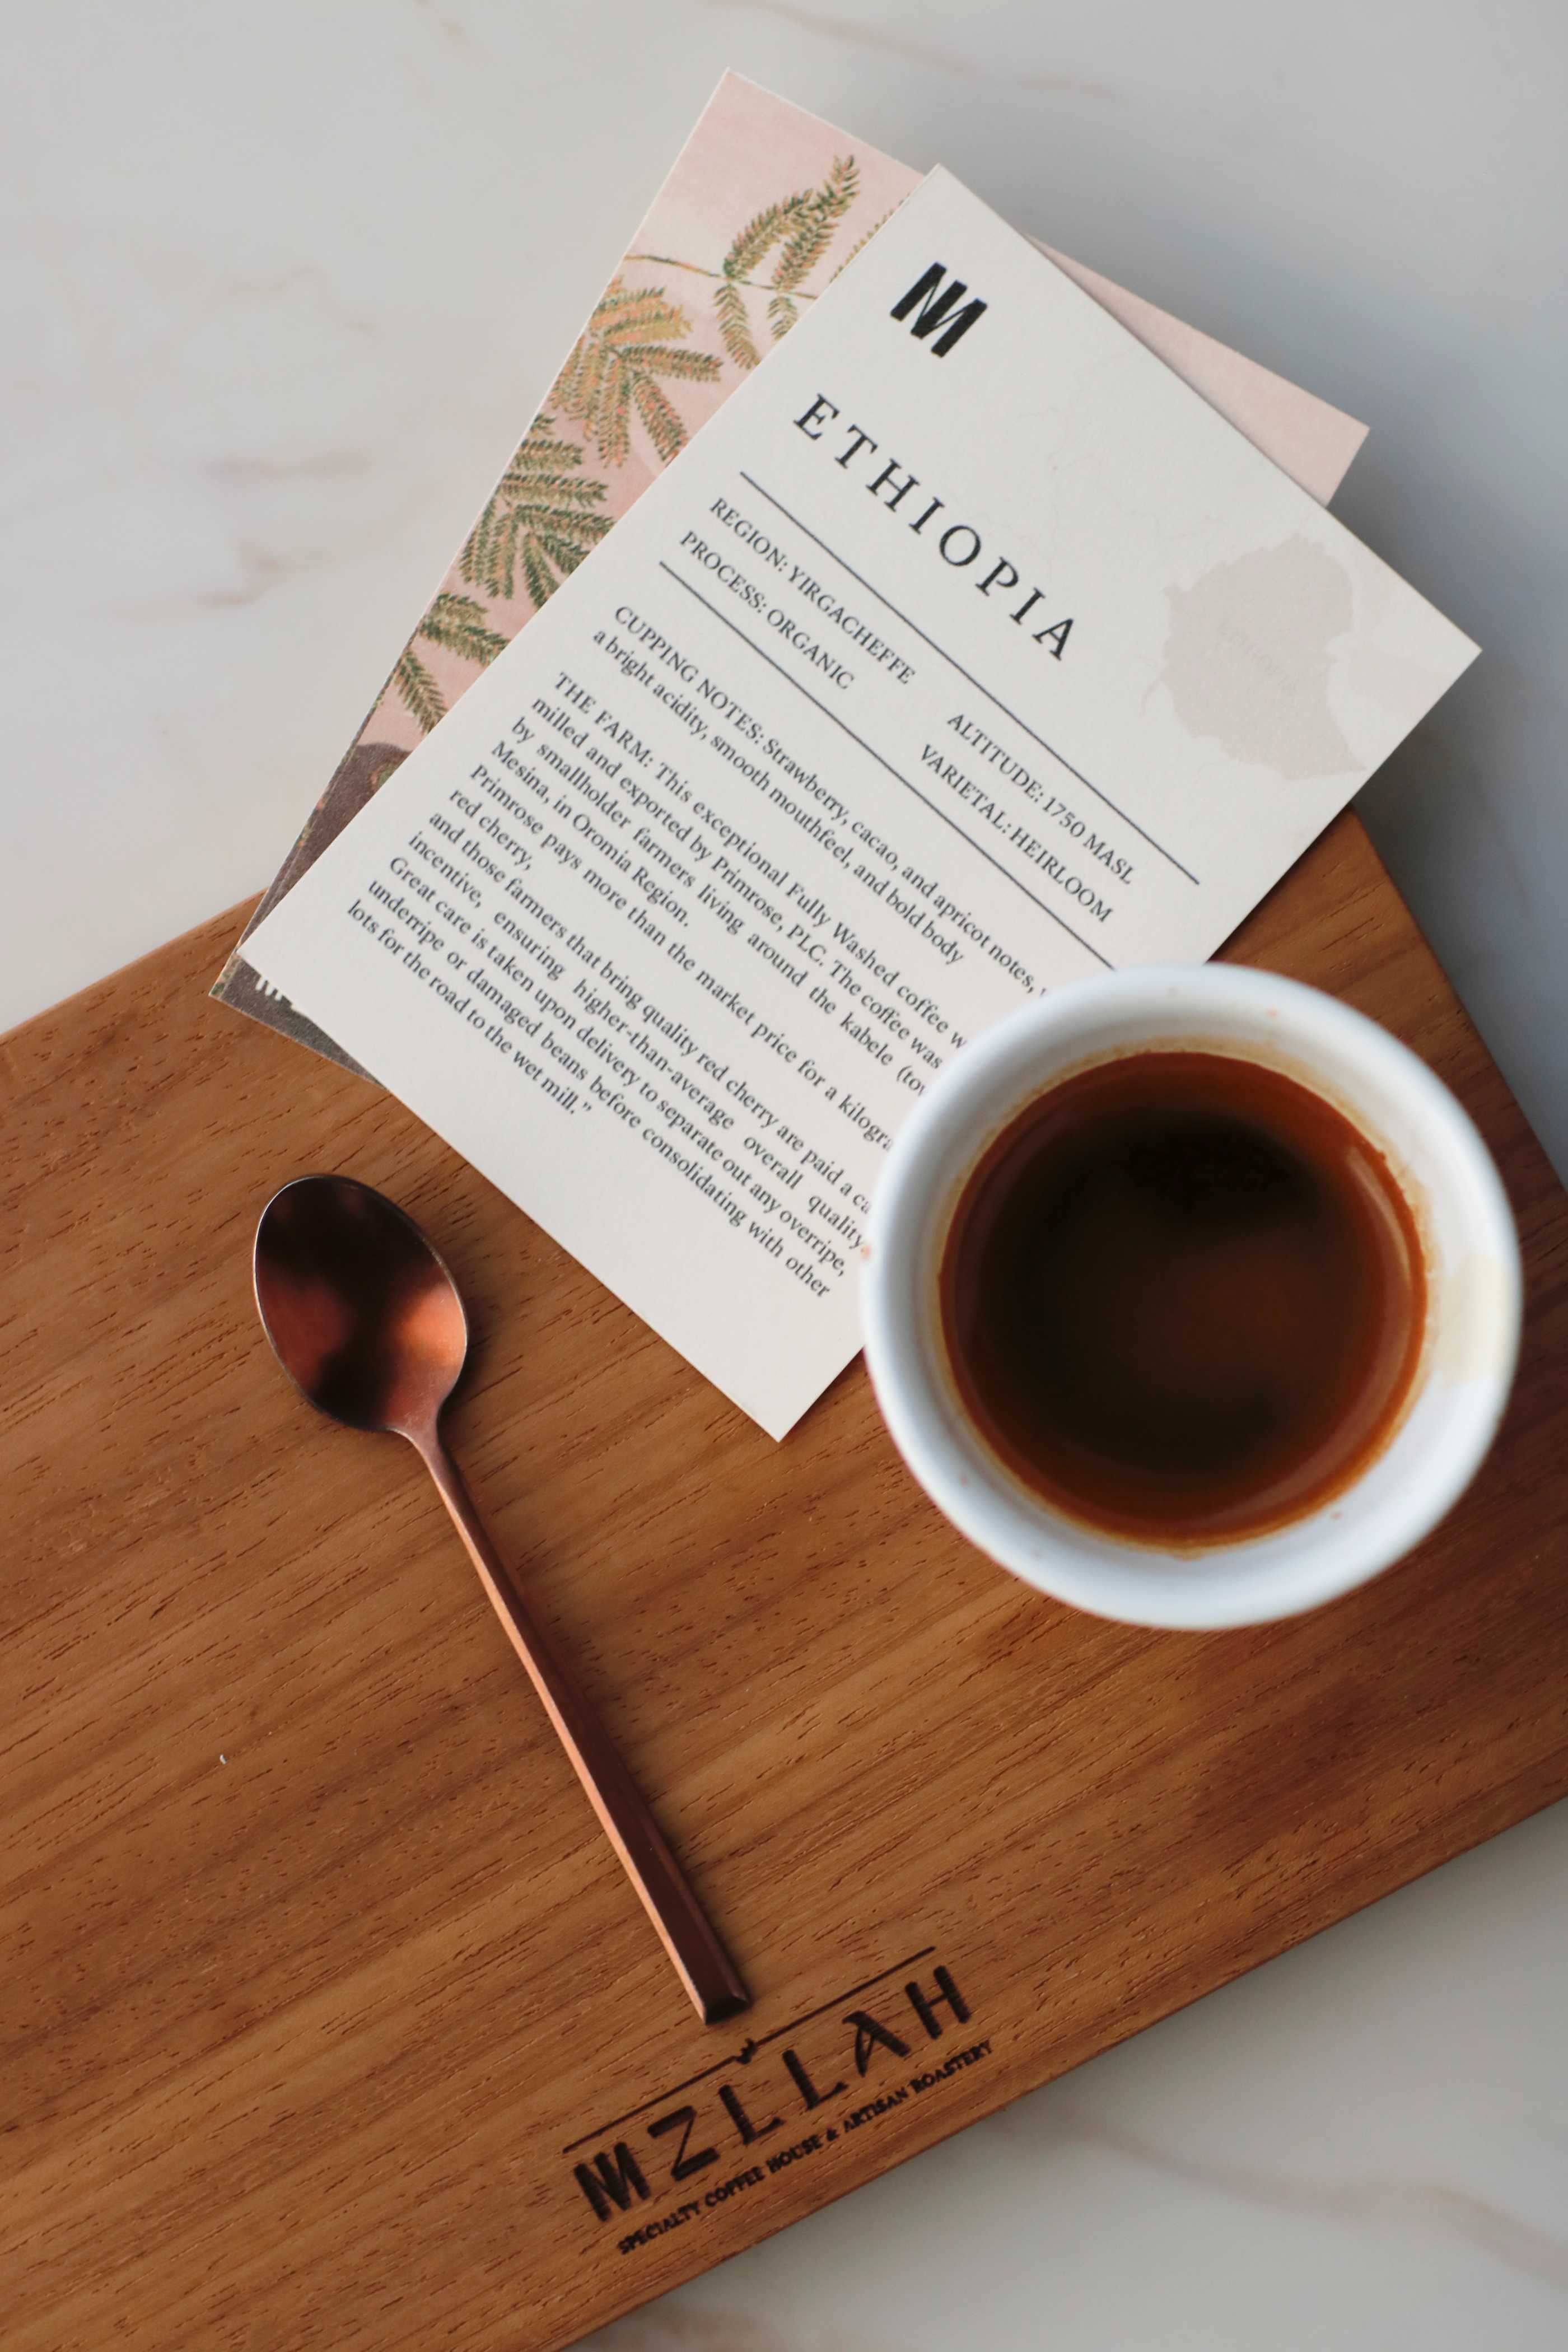 ETHIOPIA
REGION: YIRGACHEFFE ALTITUDE: 1750 MASL
PROCESS: ORGANIC VARIETAL: HEIRLOOM
CUPPING NOTES: Strawberry, cacao, and apricot notes,
a bright acidity, smooth mouthfeel, and bold body
THE FARM: This exceptional Fully Washed coffee
milled and exported by Primrose, PLC. The coffee was
by smallholder farmers living around the kabele
Mesina, in Oromia Region.
Primrose pays more than the market price for a
red cherry,
and those farmers that bring quality red cherry are paid a
incentive, ensuring higher-than-average overall quality.
Great care is taken upon delivery to separate out any overripe,
underripe or damaged beans before consolidating with other
lots for the road to the wet mill.”
MZLLAH
SPECIALTY COFFEE HOUSE & ARTISAN ROASTERY